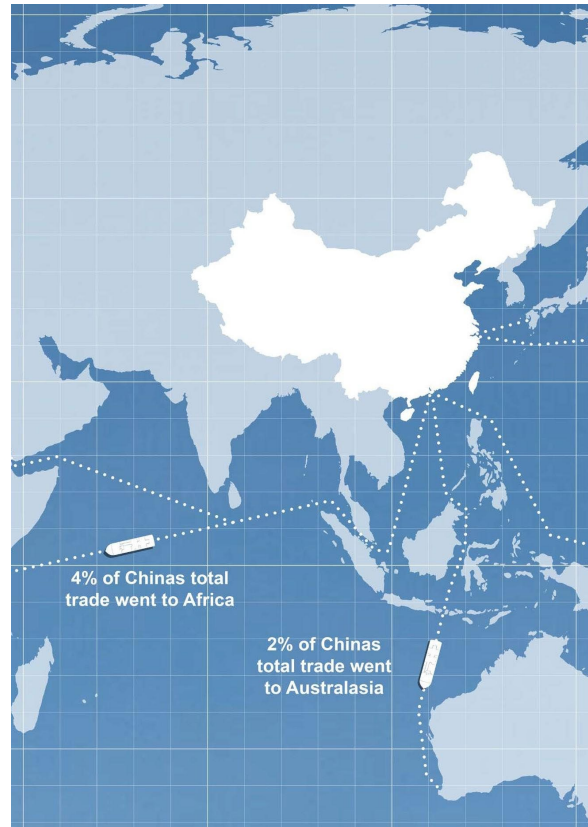 4% of Chinas total
trade went to Africa
2% of Chinas
total trade went
to Australasia